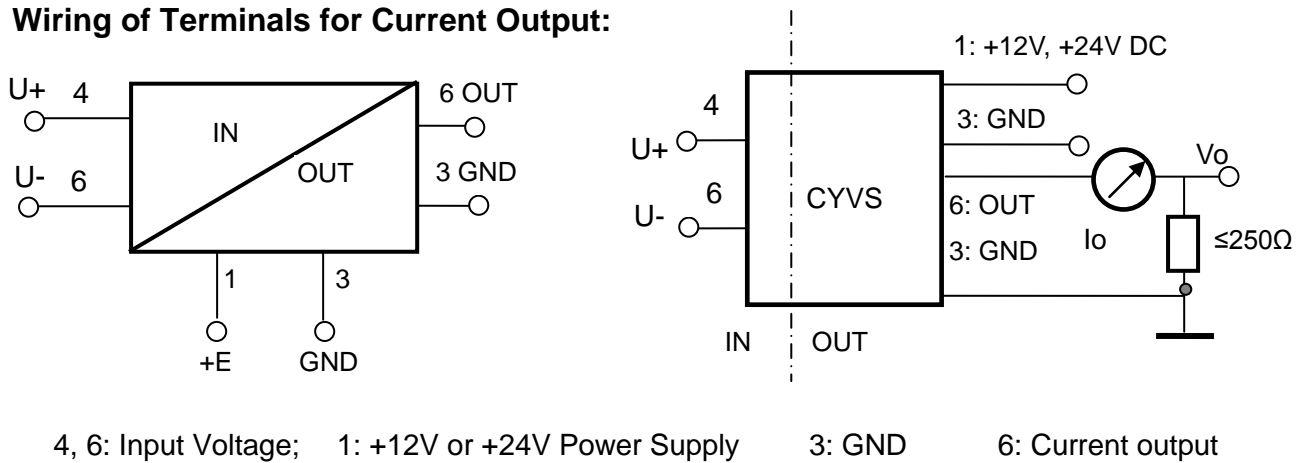 Wiring of Terminals for Current Output:
U+ 4
IN
6 OUT
U- 6
OUT
3 GND
1
3
+E
GND
1: +12V, +24V DC
4
3: GND
U+
Vo
6
CYVS
6: OUT
U-
Io
≤250Ω
3: GND
IN
OUT
4, 6: Input Voltage; 1: +12V or +24V Power Supply 3: GND 6: Current output